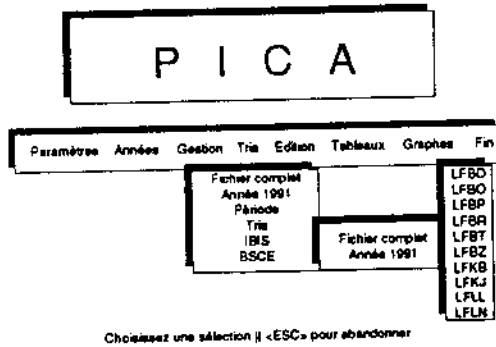 P I C A
Paramètres Années Gestion Tris Edition Tableaux Graphes Fin
Fichier complet
Année 1991
Période
Tris
IBIS
BSCE
Fichier complet
Année 1991
LFBD
LFBO
LFBP
LFBR
LFBT
LFBZ
LFKB
LFKJ
LFLL
LFLN
Choisissez une sélection || <ESC> pour abandonner